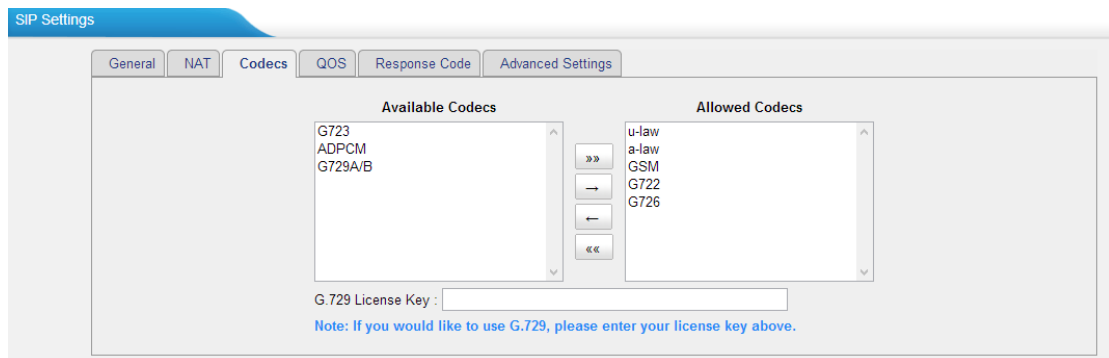 SIP Settings
General NAT Codecs QOS Response Code Advanced Settings
Available Codecs Allowed Codecs
G723
ADPCM
G729A/B
»»
→
←
««
u-law
a-law
GSM
G722
G726
G.729 License Key :
Note: If you would like to use G.729, please enter your license key above.